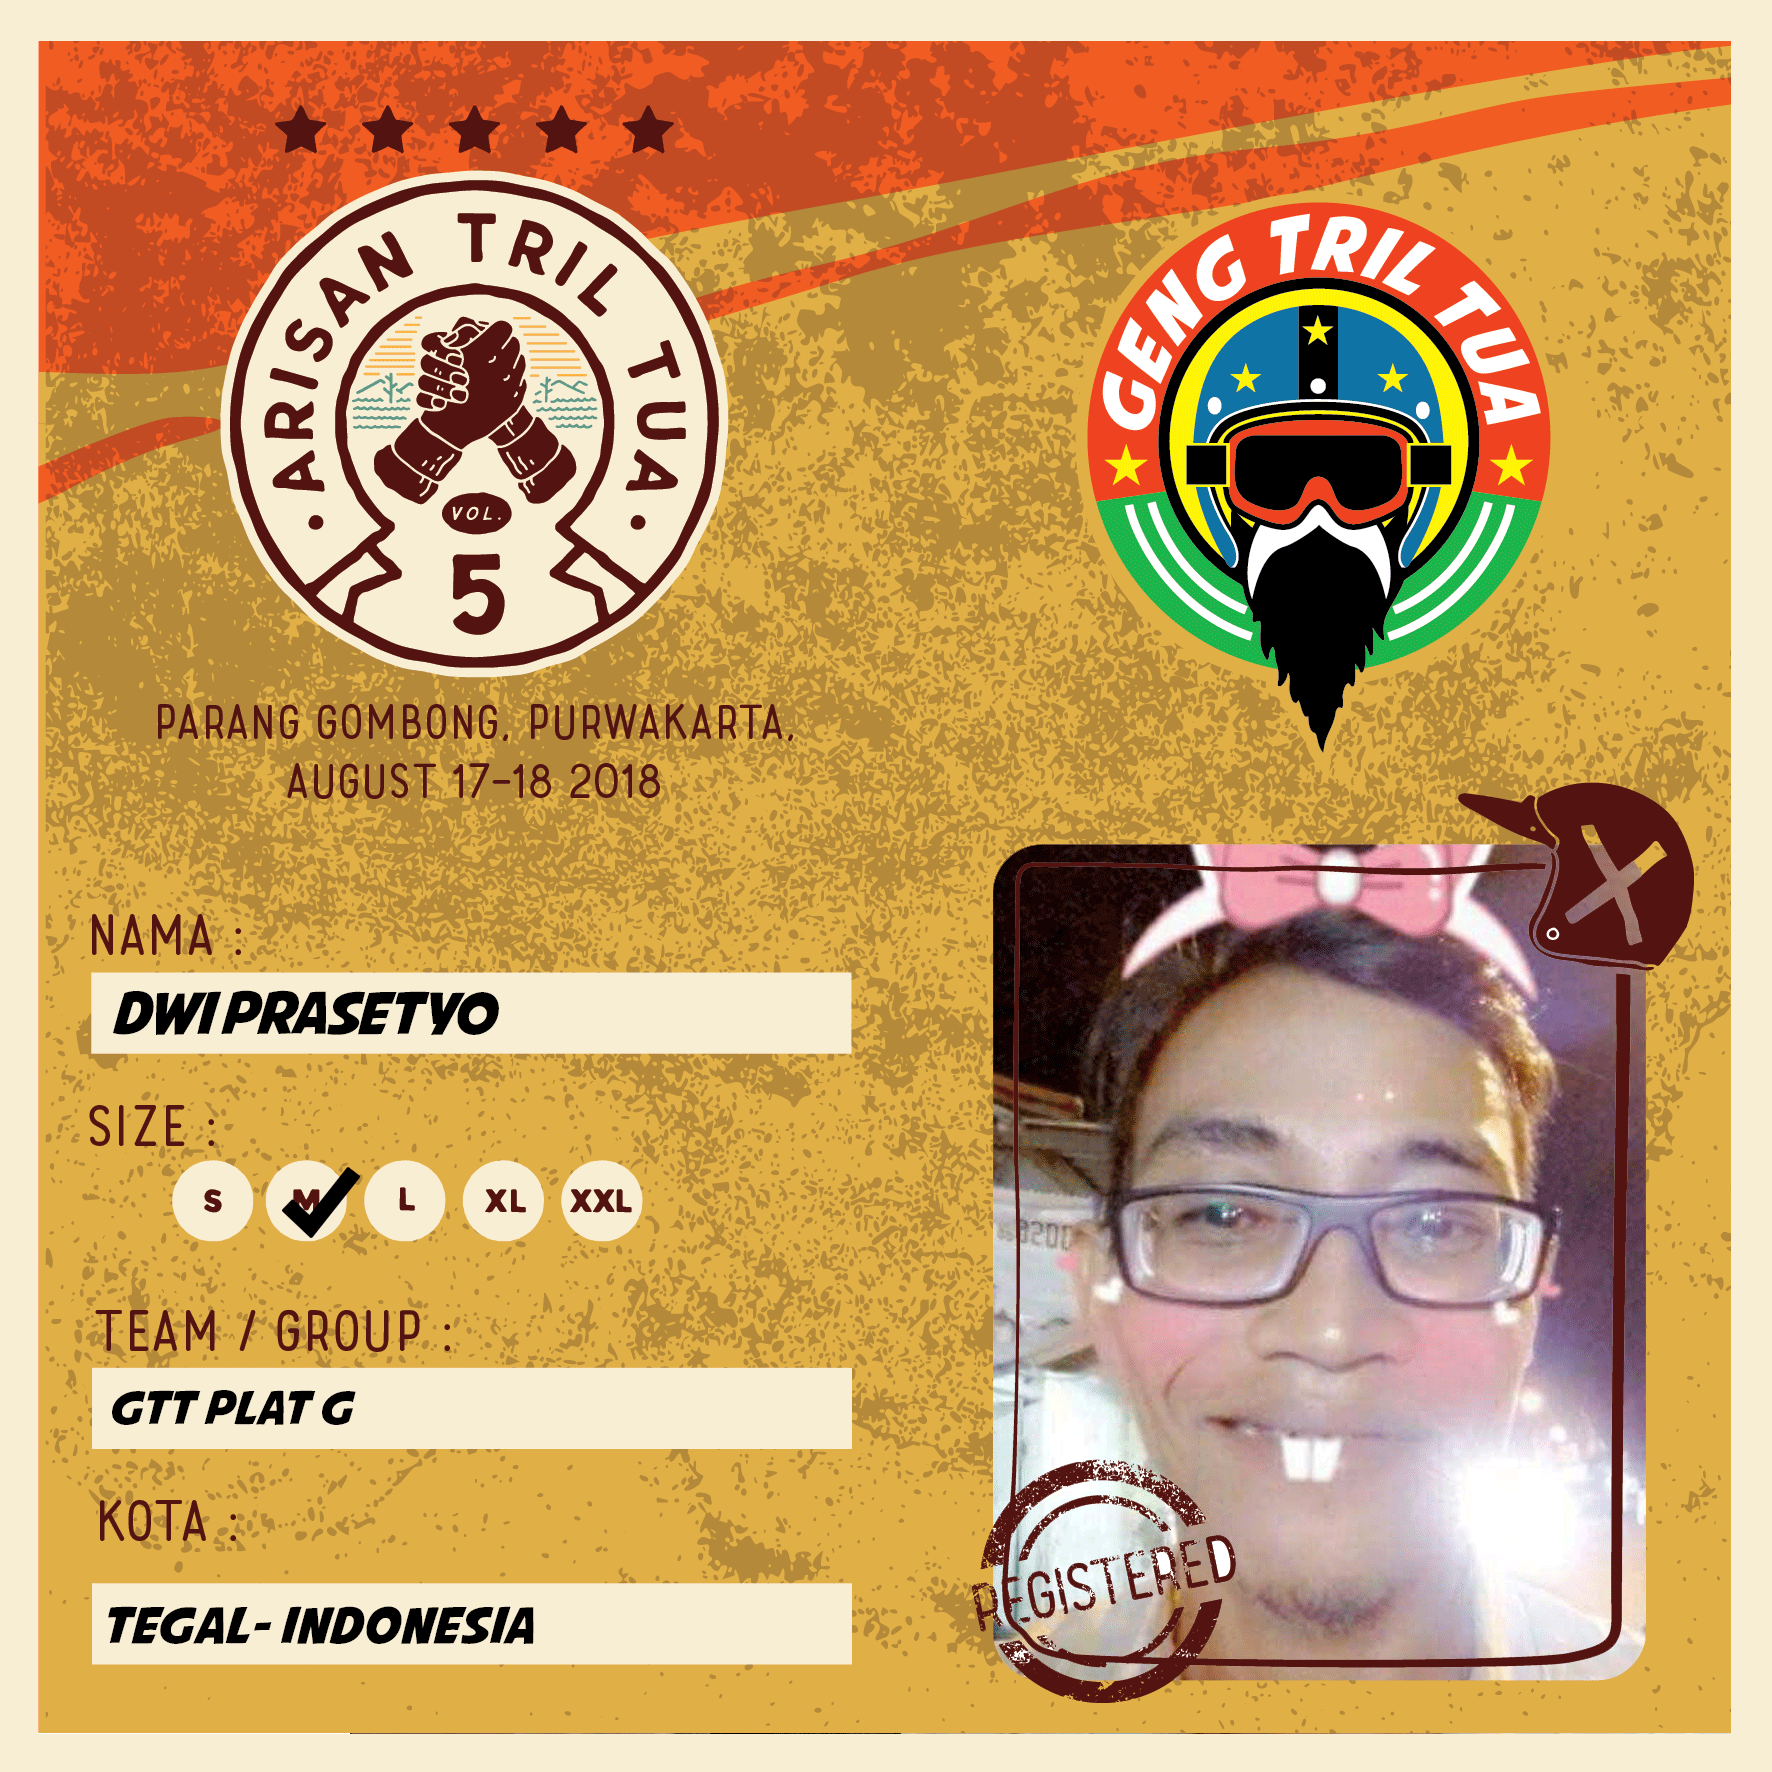 ARISAN TRIL TUA
VOL.
5
GENG TRIL TUA
PARANG GOMBONG, PURWAKARTA,
AUGUST 17-18 2018
NAMA :
DWI PRASETYO
SIZE :
S M L XL XXL
TEAM / GROUP :
GTT PLAT G
KOTA :
TEGAL- INDONESIA
REGISTERED